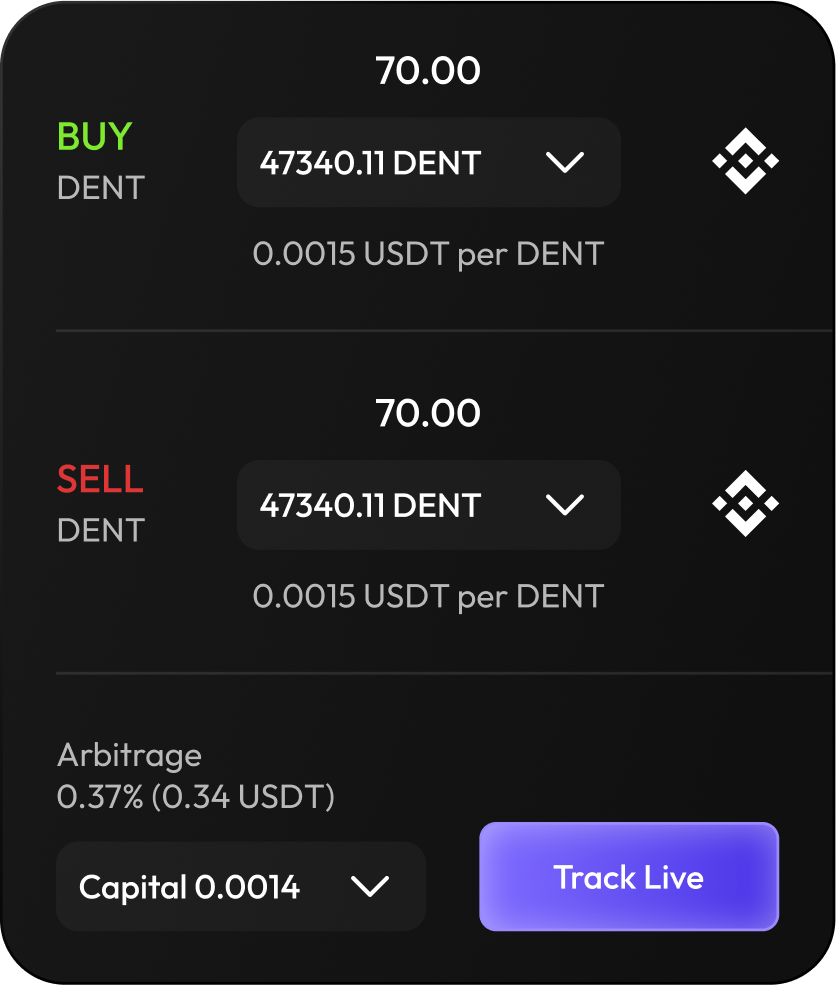 70.00
BUY
47340.11 DENT
DENT
0.0015 USDT per DENT
70.00
SELL
47340.11 DENT
DENT
0.0015 USDT per DENT
Arbitrage
0.37% (0.34 USDT)
Capital 0.0014
Track Live